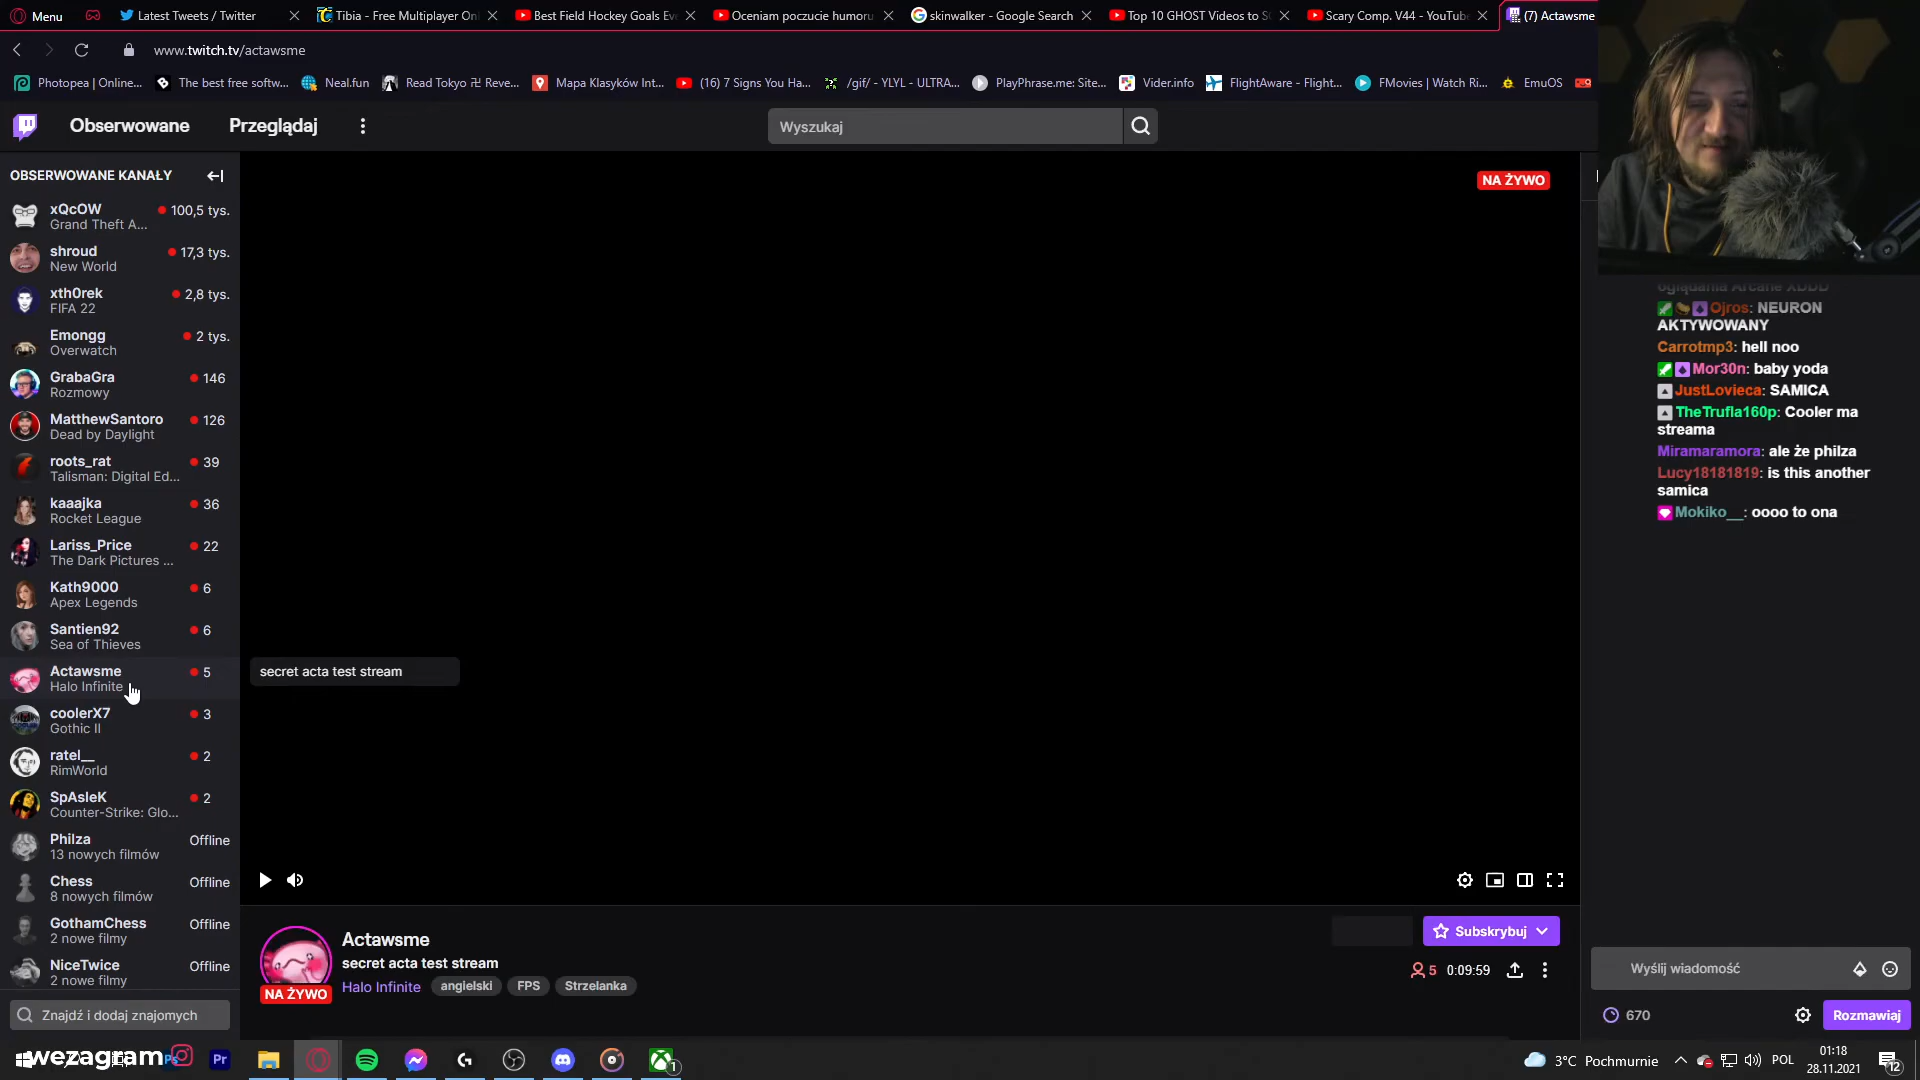 Menu
Latest Tweets / Twitter
Tibia - Free Multiplayer Onl
Best Field Hockey Goals Eve
Oceniam poczucie humoru
skinwalker - Google Search
Top 10 GHOST Videos to S
Scary Comp. V44 - YouTube
(7) Actawsme
www.twitch.tv/actawsme
Photopea | Online...
The best free softw...
Neal.fun
Read Tokyo 卍 Reve...
Mapa Klasyków Int...
(16) 7 Signs You Ha...
/gif/ - YLYL - ULTRA...
PlayPhrase.me: Site...
Vider.info
FlightAware - Flight...
FMovies | Watch Ri...
EmuOS
Obserwowane
Przeglądaj
Wyszukaj
OBSERWOWANE KANAŁY
xQcOW
100,5 tys.
Grand Theft A...
shroud
17,3 tys.
New World
xth0rek
2,8 tys.
FIFA 22
Emongg
2 tys.
Overwatch
GrabaGra
146
Rozmowy
MatthewSantoro
126
Dead by Daylight
roots_rat
39
Talisman: Digital Ed...
kaaajka
36
Rocket League
Lariss_Price
22
The Dark Pictures ...
Kath9000
6
Apex Legends
Santien92
6
Sea of Thieves
Actawsme
5
Halo Infinite
coolerX7
3
Gothic II
ratel__
2
RimWorld
SpAsleK
2
Counter-Strike: Glo...
Philza
Offline
13 nowych filmów
Chess
Offline
8 nowych filmów
GothamChess
Offline
2 nowe filmy
NiceTwice
Offline
2 nowe filmy
Znajdź i dodaj znajomych
NA ŻYWO
secret acta test stream
Actawsme
secret acta test stream
NA ŻYWO
Halo Infinite
angielski
FPS
Strzelanka
Subskrybuj
5
0:09:59
oglądania Arcane XDDD
Ojros: NEURON
AKTYWOWANY
Carrotmp3: hell noo
Mor30n: baby yoda
JustLovieca: SAMICA
TheTrufla160p: Cooler ma
streama
Miramaramora: ale że philza
Lucy18181819: is this another
samica
Mokiko__: oooo to ona
Wyślij wiadomość
670
Rozmawiaj
wezagram
Pr
1
3°C Pochmurnie
POL
01:18
28.11.2021
12